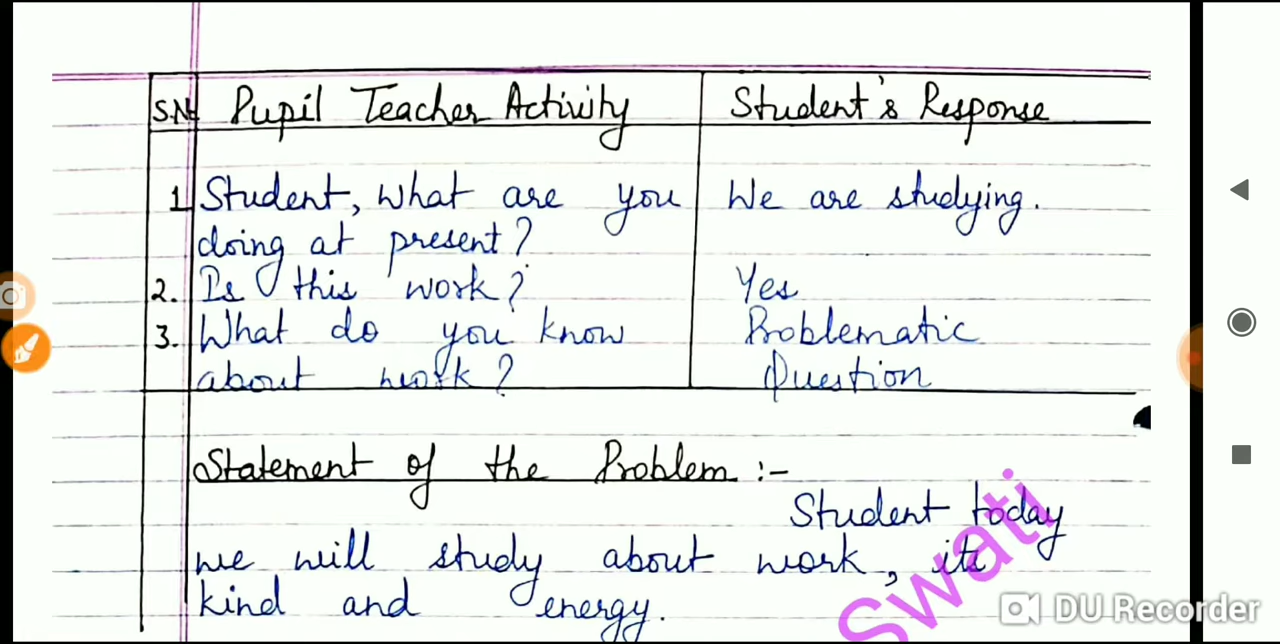 S.No Pupil Teacher Activity Student's Response
1 Student, What are you We are studying.
doing at present?
2. Is this work? Yes
3. What do you know Problematic
about work? Question
Statement of the Problem :-
Student today
we will study about work, its
kind and energy.
Swati
DU Recorder